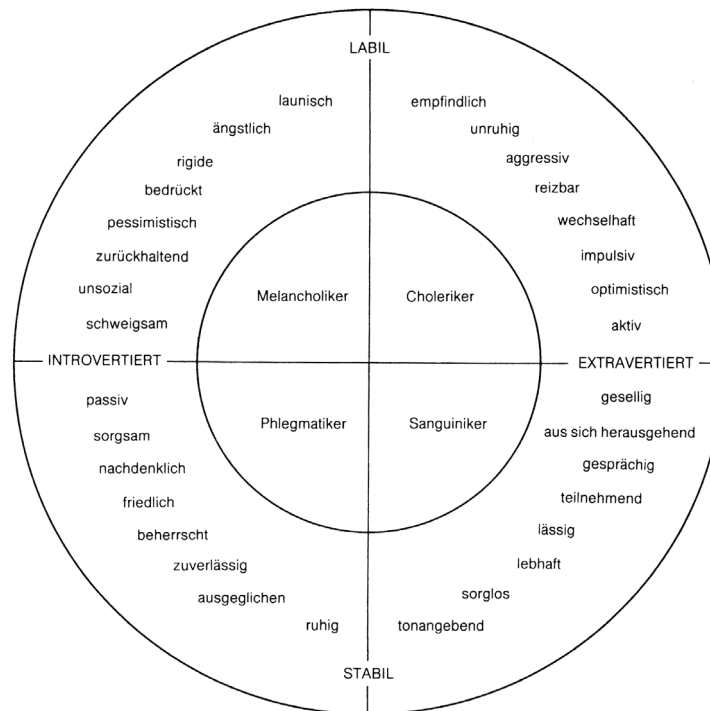 LABIL
launisch
empfindlich
ängstlich
unruhig
rigide
aggressiv
bedrückt
reizbar
pessimistisch
wechselhaft
zurückhaltend
impulsiv
unsozial
Melancholiker
Choleriker
optimistisch
schweigsam
aktiv
INTROVERTIERT
EXTRAVERTIERT
passiv
gesellig
Phlegmatiker
Sanguiniker
sorgsam
aus sich herausgehend
nachdenklich
gesprächig
friedlich
teilnehmend
beherrscht
lässig
zuverlässig
lebhaft
ausgeglichen
sorglos
ruhig
tonangebend
STABIL